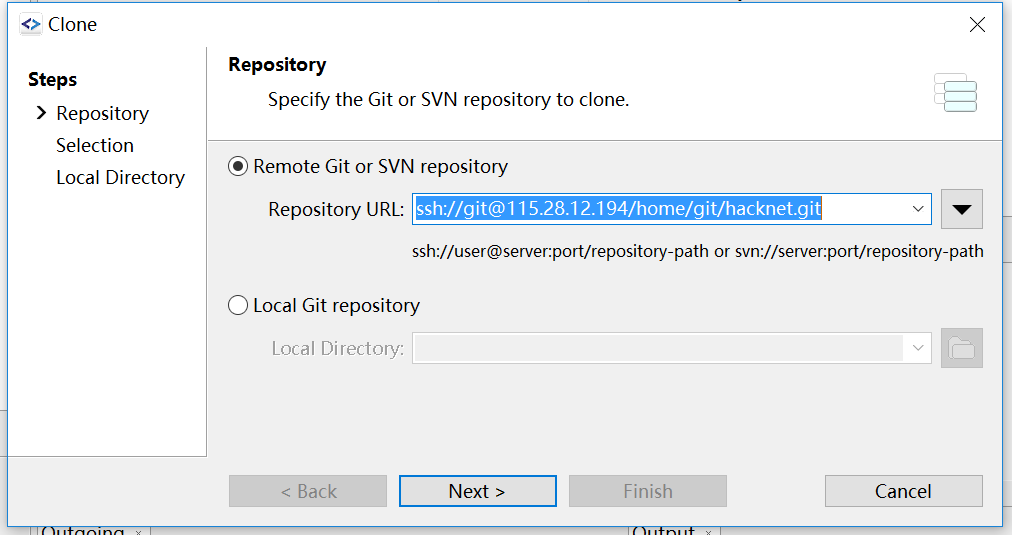 Clone
Steps
Repository
Selection
Local Directory
Repository
Specify the Git or SVN repository to clone.
Remote Git or SVN repository
Repository URL: ssh://git@115.28.12.194/home/git/hacknet.git
ssh://user@server:port/repository-path or svn://server:port/repository-path
Local Git repository
Local Directory:
< Back Next > Finish Cancel
Outgoing Output